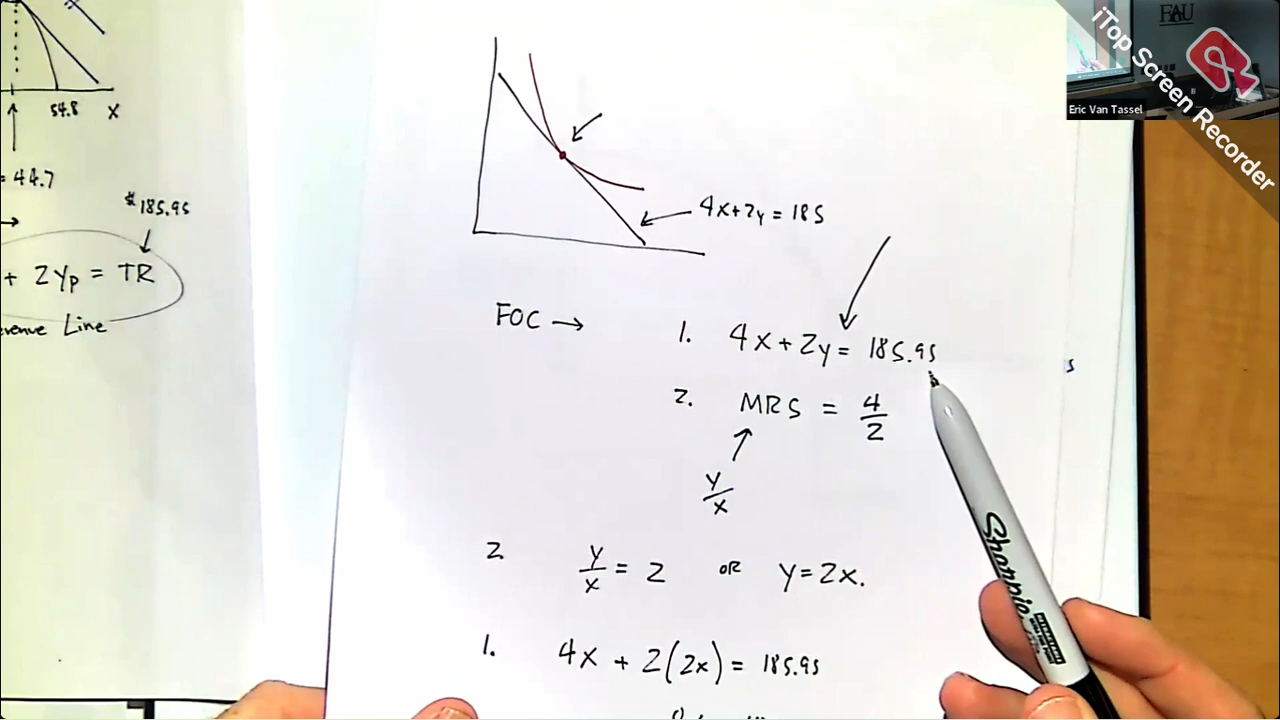 54.8 X
= 44.7
$185.95
+ 2Yp = TR
Line
4x+2y = 185
FOC →
1. 4x + 2y = 185.95
2. MRS = 4/2
y/x
2 y/x = 2 OR y=2x.
1. 4x + 2(2x) = 185.95
Sharpie
FAU
Eric Van Tassel
iTop Screen Recorder